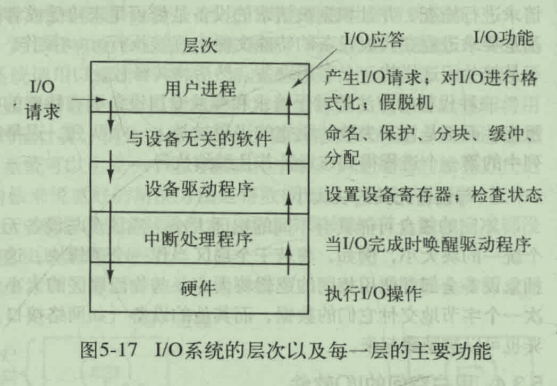 层次
I/O应答
I/O功能
I/O
请求
用户进程
产生I/O请求；对I/O进行格
式化；假脱机
与设备无关的软件
命名、保护、分块、缓冲、
分配
设备驱动程序
设置设备寄存器；检查状态
中断处理程序
当I/O完成时唤醒驱动程序
硬件
执行I/O操作
图5-17 I/O系统的层次以及每一层的主要功能